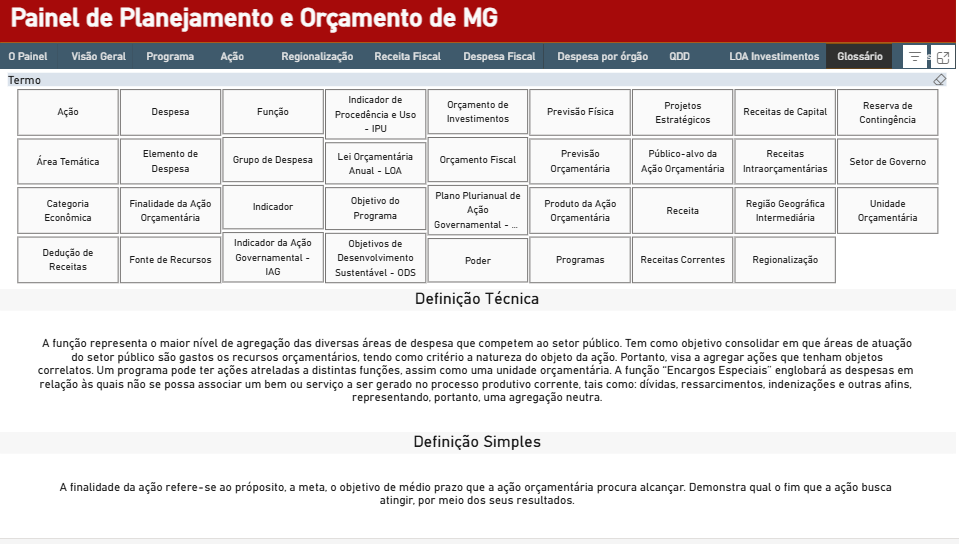 Painel de Planejamento e Orçamento de MG
O Painel Visão Geral Programa Ação Regionalização Receita Fiscal Despesa Fiscal Despesa por órgão QDD LOA Investimentos Glossário
Termo
Ação
Despesa
Função
Indicador de
Procedência e Uso
- IPU
Orçamento de
Investimentos
Previsão Física
Projetos
Estratégicos
Receitas de Capital
Reserva de
Contingência
Área Temática
Elemento de
Despesa
Grupo de Despesa
Lei Orçamentária
Anual - LOA
Orçamento Fiscal
Previsão
Orçamentária
Público-alvo da
Ação Orçamentária
Receitas
Intraorçamentárias
Setor de Governo
Categoria
Econômica
Finalidade da Ação
Orçamentária
Indicador
Objetivo do
Programa
Plano Plurianual de
Ação
Governamental - ...
Produto da Ação
Orçamentária
Receita
Região Geográfica
Intermediária
Unidade
Orçamentária
Dedução de
Receitas
Fonte de Recursos
Indicador da Ação
Governamental -
IAG
Objetivos de
Desenvolvimento
Sustentável - ODS
Poder
Programas
Receitas Correntes
Regionalização
Definição Técnica
A função representa o maior nível de agregação das diversas áreas de despesa que competem ao setor público. Tem como objetivo consolidar em que áreas de atuação
do setor público são gastos os recursos orçamentários, tendo como critério a natureza do objeto da ação. Portanto, visa a agregar ações que tenham objetos
correlatos. Um programa pode ter ações atreladas a distintas funções, assim como uma unidade orçamentária. A função “Encargos Especiais” englobará as despesas em
relação às quais não se possa associar um bem ou serviço a ser gerado no processo produtivo corrente, tais como: dívidas, ressarcimentos, indenizações e outras afins,
representando, portanto, uma agregação neutra.
Definição Simples
A finalidade da ação refere-se ao próposito, a meta, o objetivo de médio prazo que a ação orçamentária procura alcançar. Demonstra qual o fim que a ação busca
atingir, por meio dos seus resultados.